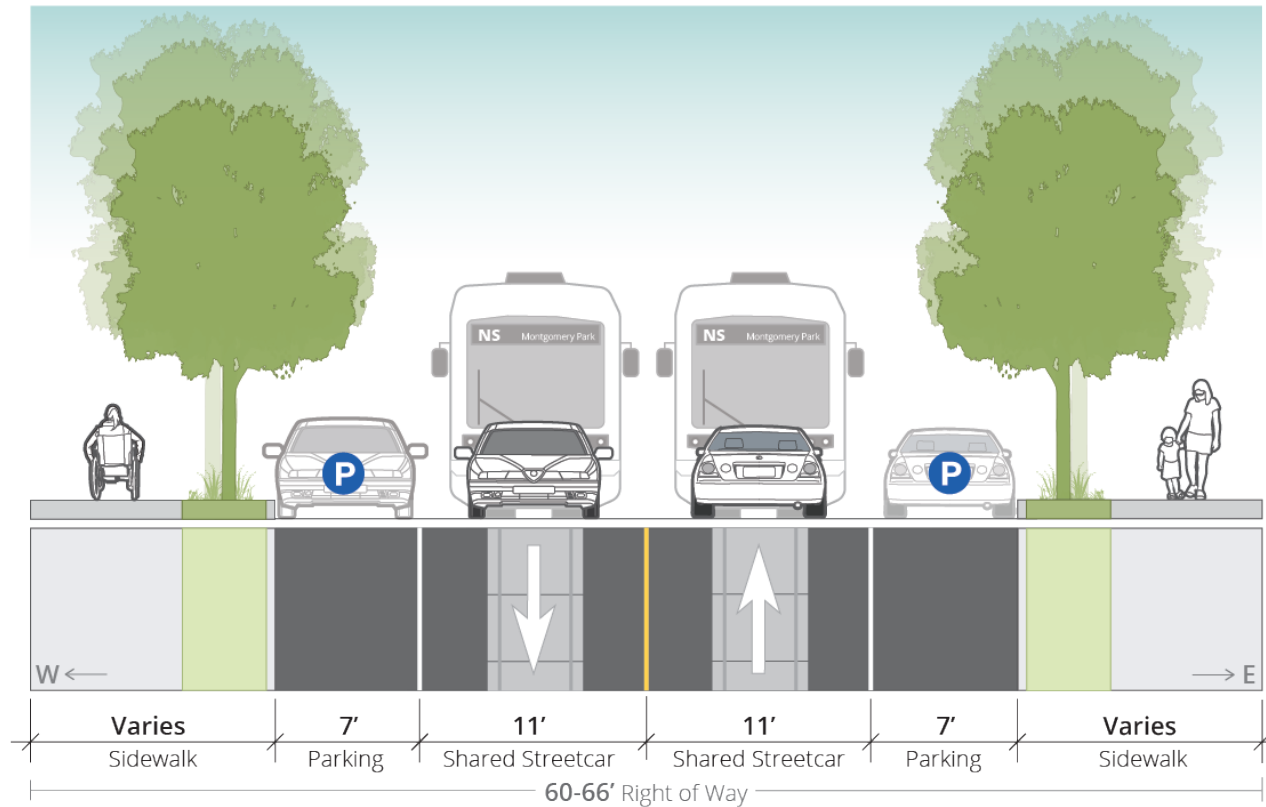 NS Montgomery Park
NS Montgomery Park
P
P
W
E
Varies
7’
11’
11’
7’
Varies
Sidewalk
Parking
Shared Streetcar
Shared Streetcar
Parking
Sidewalk
60-66’ Right of Way